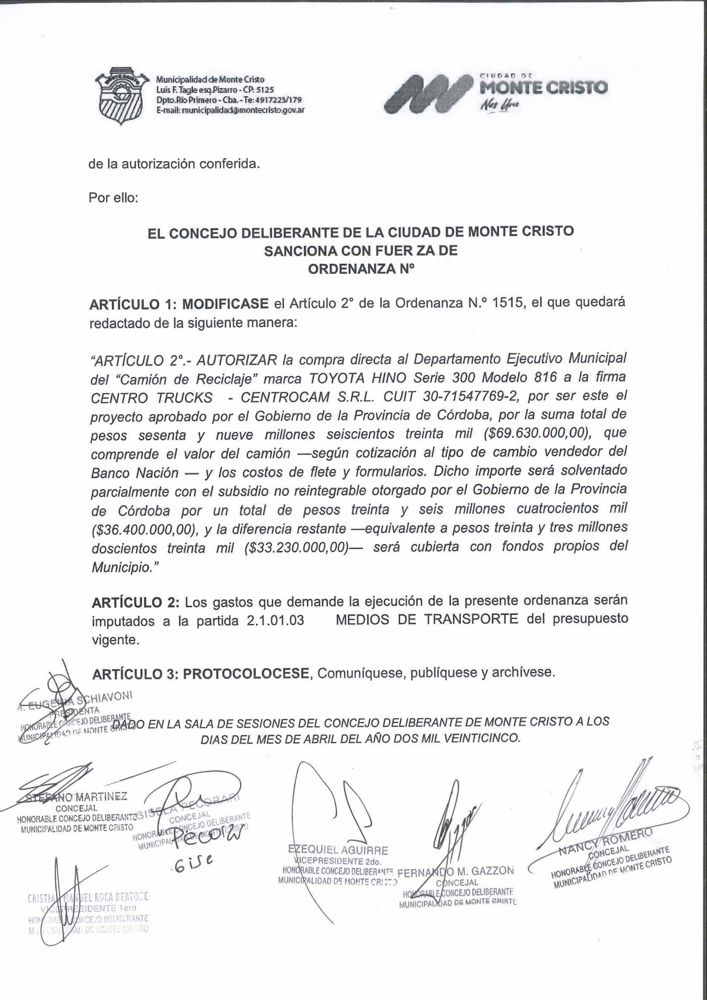 Municipalidad de Monte Cristo
Luis F. Tagle esq.Pizarro - CP: 5125
Dpto.Río Primero - Cba. - Te: 4917223/179
E-mail: municipalidad@montecristo.gov.ar
MONTE CRISTO
CIUDAD DE
MONTE CRISTO
Nos Une
de la autorización conferida.
Por ello:
EL CONCEJO DELIBERANTE DE LA CIUDAD DE MONTE CRISTO
SANCIONA CON FUER ZA DE
ORDENANZA Nº
ARTÍCULO 1: MODIFICASE el Artículo 2° de la Ordenanza N.º 1515, el que quedará
redactado de la siguiente manera:
“ARTÍCULO 2°.- AUTORIZAR la compra directa al Departamento Ejecutivo Municipal
del “Camión de Reciclaje” marca TOYOTA HINO Serie 300 Modelo 816 a la firma
CENTRO TRUCKS - CENTROCAM S.R.L. CUIT 30-71547769-2, por ser este el
proyecto aprobado por el Gobierno de la Provincia de Córdoba, por la suma total de
pesos sesenta y nueve millones seiscientos treinta mil ($69.630.000,00), que
comprende el valor del camión —según cotización al tipo de cambio vendedor del
Banco Nación — y los costos de flete y formularios. Dicho importe será solventado
parcialmente con el subsidio no reintegrable otorgado por el Gobierno de la Provincia
de Córdoba por un total de pesos treinta y seis millones cuatrocientos mil
($36.400.000,00), y la diferencia restante —equivalente a pesos treinta y tres millones
doscientos treinta mil ($33.230.000,00)— será cubierta con fondos propios del
Municipio.”
ARTÍCULO 2: Los gastos que demande la ejecución de la presente ordenanza serán
imputados a la partida 2.1.01.03 MEDIOS DE TRANSPORTE del presupuesto
vigente.
ARTÍCULO 3: PROTOCOLOCESE, Comuníquese, publíquese y archívese.
M. EUGENIA SCHIAVONI
PRESIDENTA
HONORABLE CONCEJO DELIBERANTE
MUNICIPALIDAD DE MONTE CRISTO
DADO EN LA SALA DE SESIONES DEL CONCEJO DELIBERANTE DE MONTE CRISTO A LOS
DIAS DEL MES DE ABRIL DEL AÑO DOS MIL VEINTICINCO.
STEFANO MARTINEZ
CONCEJAL
HONORABLE CONCEJO DELIBERANTE
MUNICIPALIDAD DE MONTE CRISTO
GISELA PECORARI
CONCEJAL
HONORABLE CONCEJO DELIBERANTE
MUNICIPALIDAD DE MONTE CRISTO
Gise
EZEQUIEL AGUIRRE
VICEPRESIDENTE 2do.
HONORABLE CONCEJO DELIBERANTE
MUNICIPALIDAD DE MONTE CRISTO
FERNANDO M. GAZZON
CONCEJAL
HONORABLE CONCEJO DELIBERANTE
MUNICIPALIDAD DE MONTE CRISTO
NANCY ROMERO
CONCEJAL
HONORABLE CONCEJO DELIBERANTE
MUNICIPALIDAD DE MONTE CRISTO
CRISTIAN MANUEL ROCA BERTONE
VICEPRESIDENTE 1ero
HONORABLE CONCEJO DELIBERANTE
MUNICIPALIDAD DE MONTE CRISTO